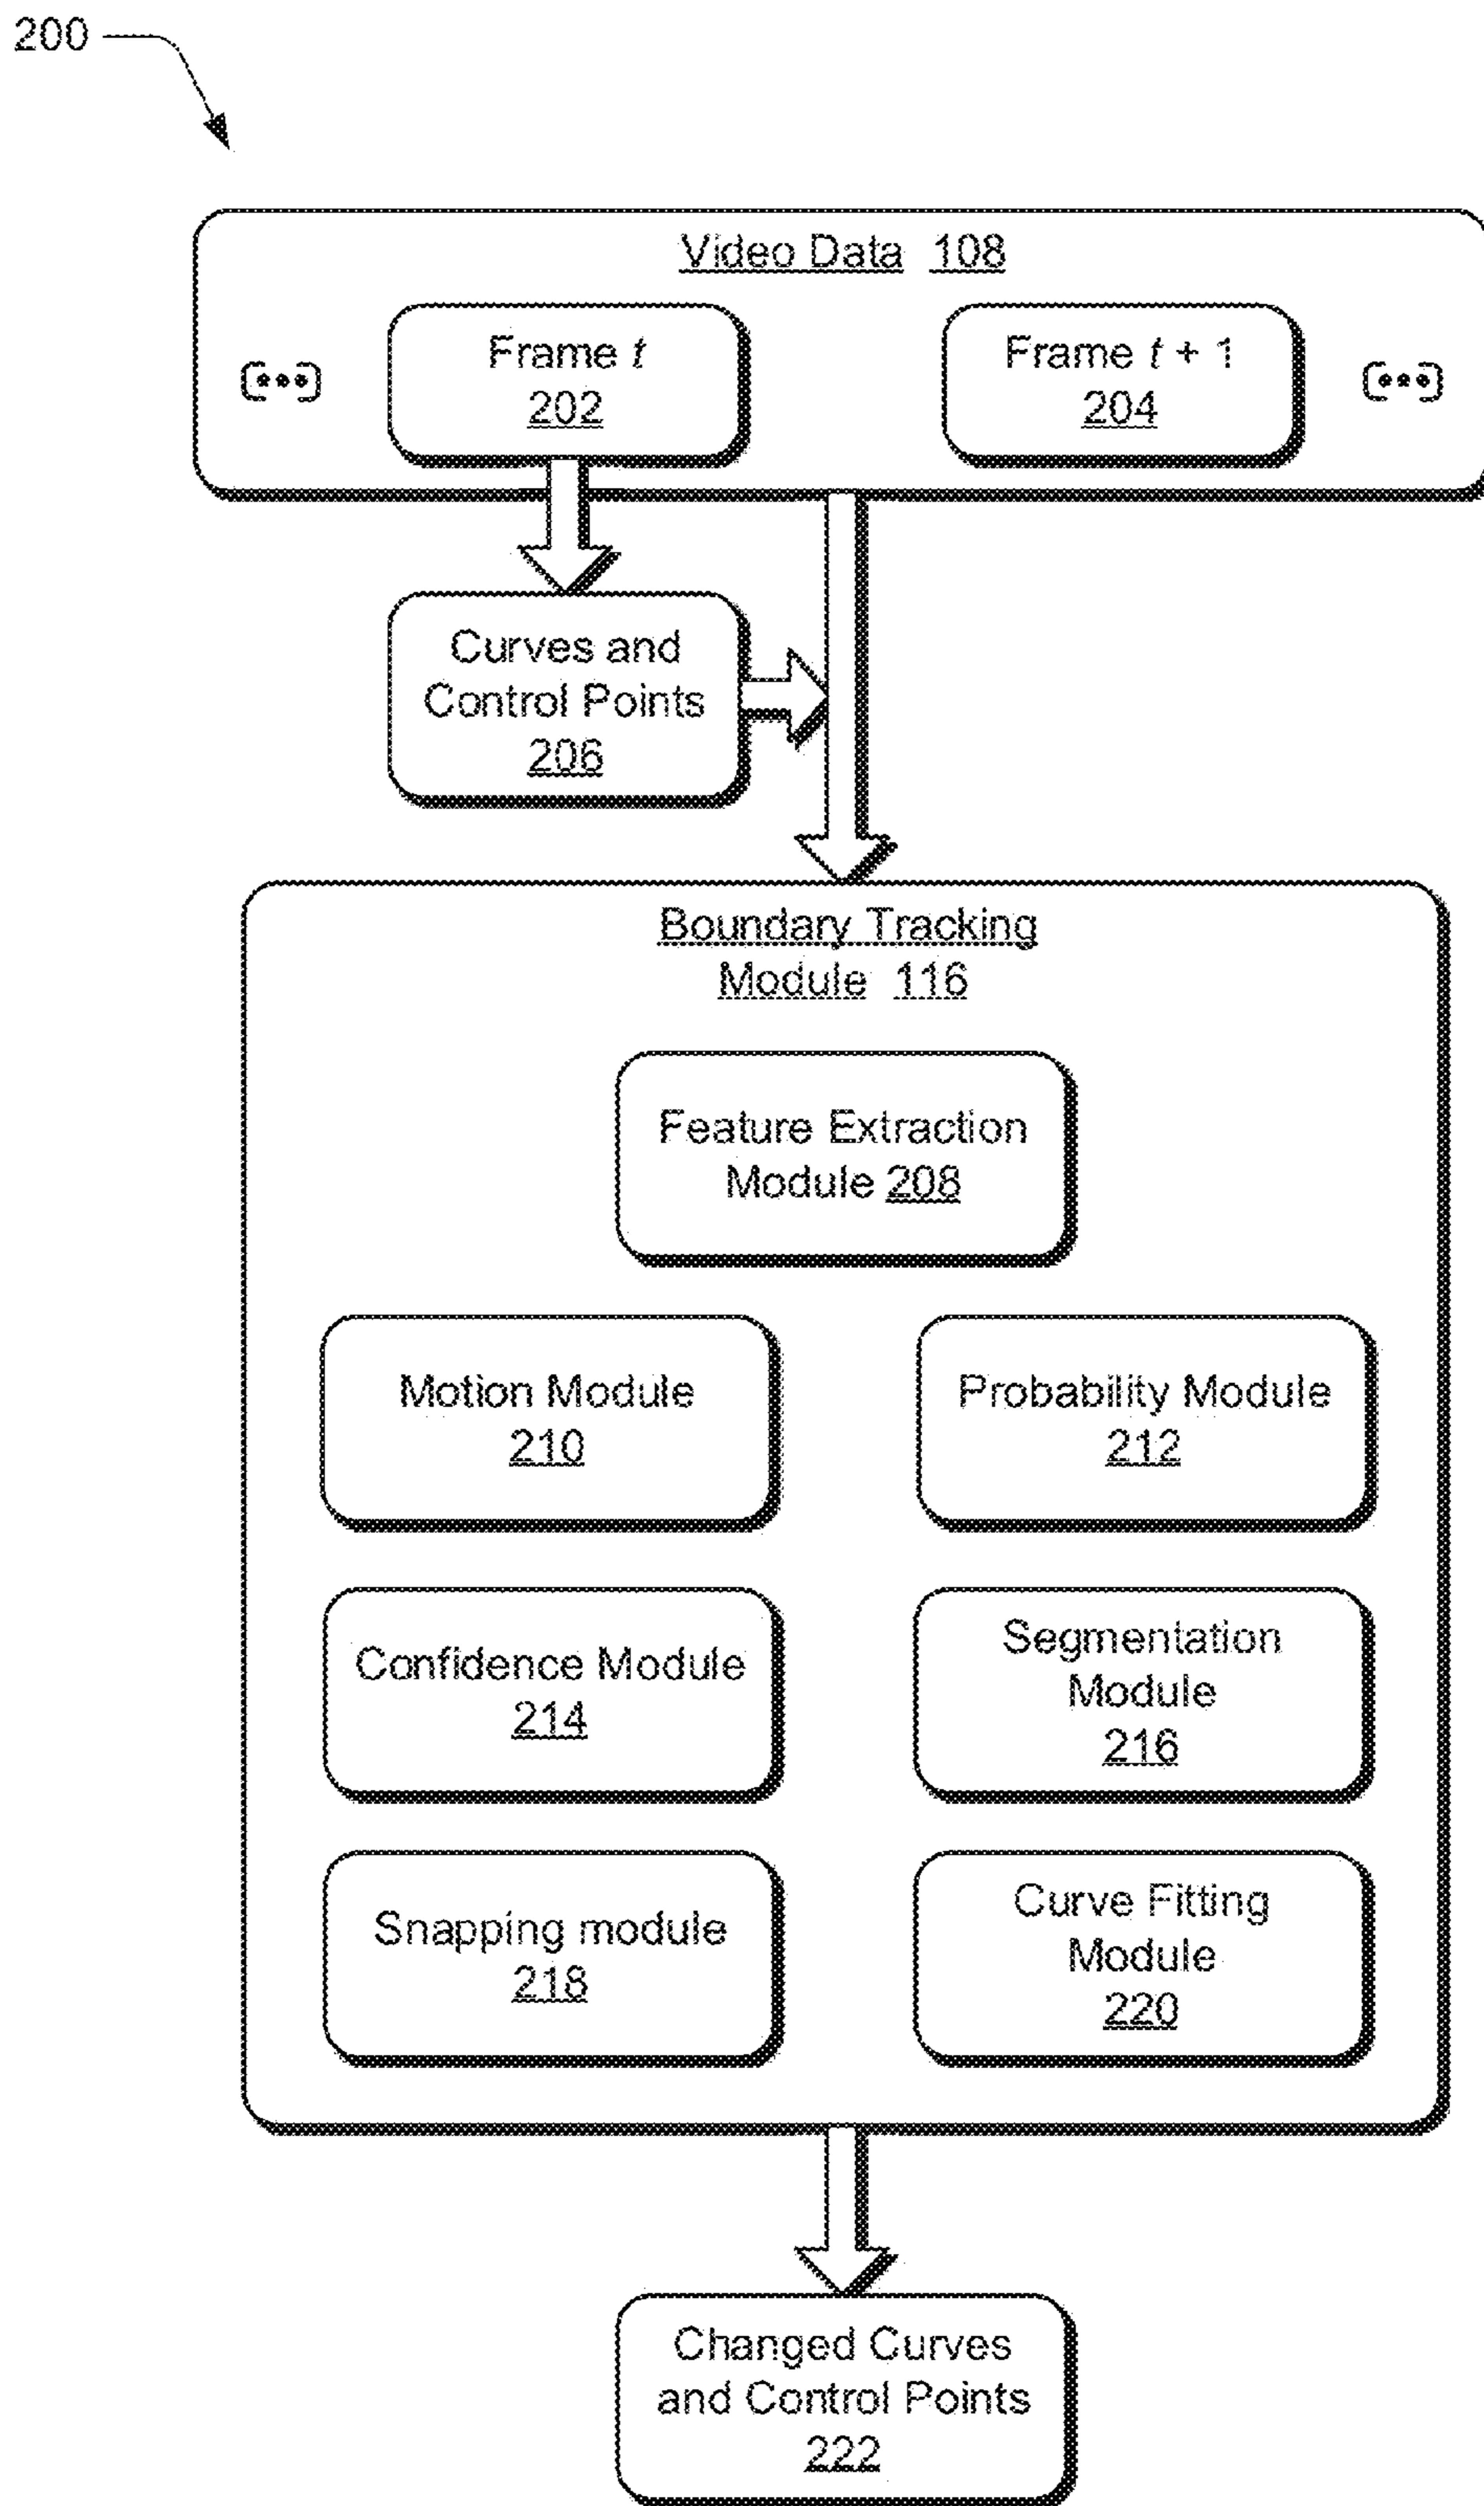 200
Video Data 108
[•••]
Frame t
202
Frame t + 1
204
[•••]
Curves and
Control Points
206
Boundary Tracking
Module 116
Feature Extraction
Module 208
Motion Module
210
Probability Module
212
Confidence Module
214
Segmentation
Module
216
Snapping module
218
Curve Fitting
Module
220
Changed Curves
and Control Points
222